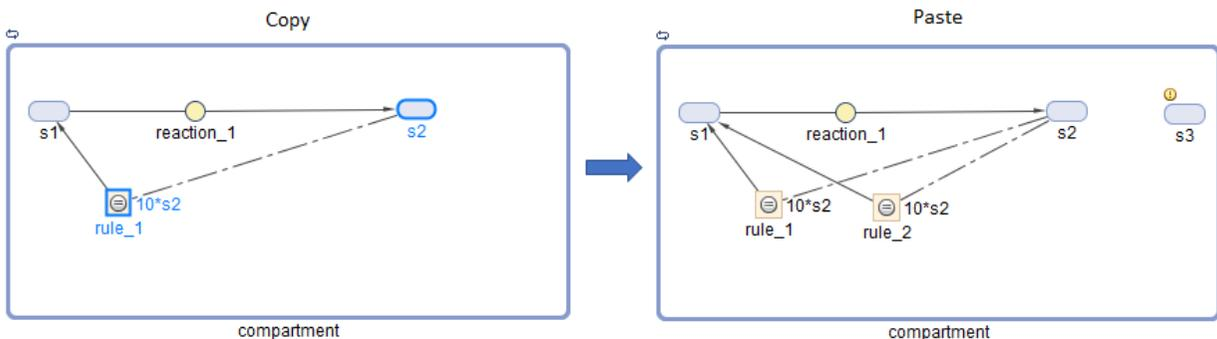 Copy
s1
reaction_1
s2
10*s2
rule_1
compartment
Paste
s1
reaction_1
s2
s3
10*s2
10*s2
rule_1
rule_2
compartment